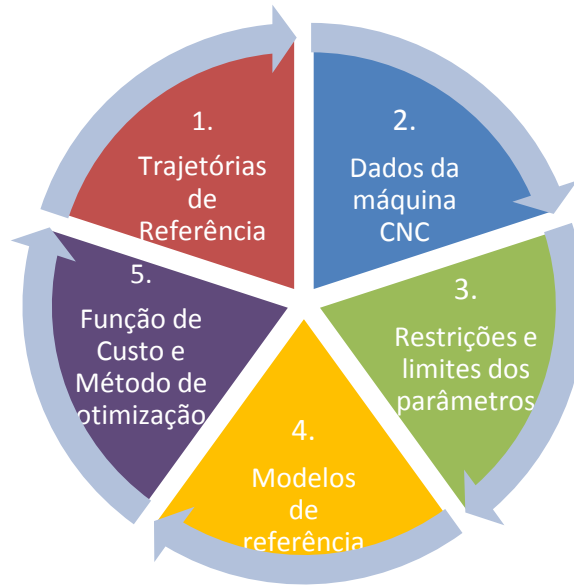 1.
Trajetórias
de
Referência
2.
Dados da
máquina
CNC
3.
Restrições e
limites dos
parâmetros
4.
Modelos
de
referência
5.
Função de
Custo e
Método de
otimização